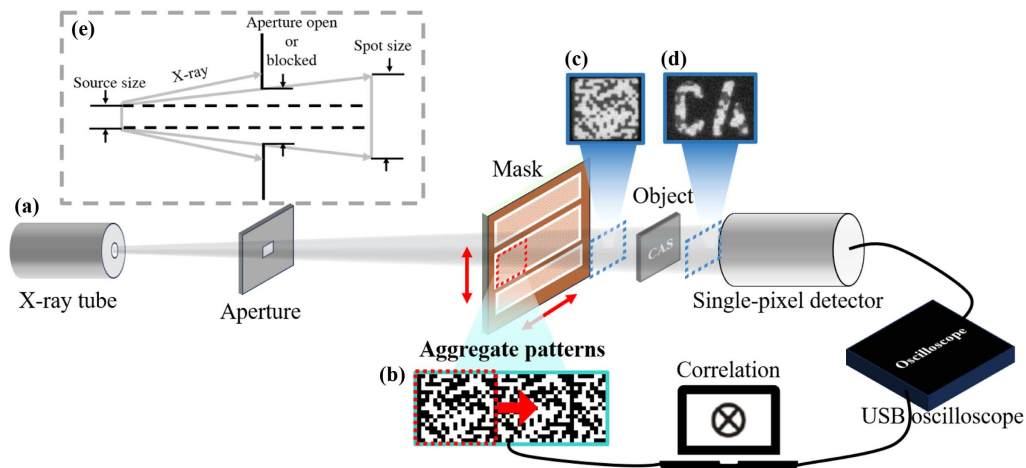 (e)
Aperture open
or
blocked
Spot size
X-ray
Source size
(c)
(d)
CA
Mask
Object
(a)
CAS
X-ray tube
Aperture
Single-pixel detector
Aggregate patterns
(b)
Correlation
Oscilloscope
USB oscilloscope